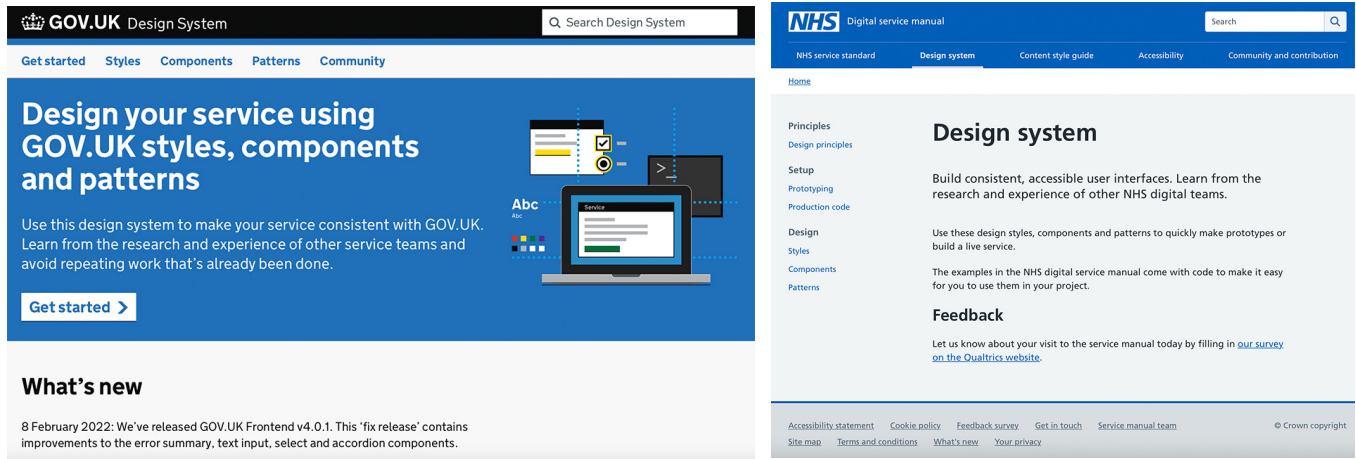 GOV.UK Design System
Search Design System
Get started Styles Components Patterns Community
Design your service using
GOV.UK styles, components
and patterns
Use this design system to make your service consistent with GOV.UK.
Learn from the research and experience of other service teams and
avoid repeating work that's already been done.
Get started
Abc
Abc
>_
Service
What's new
8 February 2022: We've released GOV.UK Frontend v4.0.1. This 'fix release' contains
improvements to the error summary, text input, select and accordion components.
NHS Digital service manual
Search
NHS service standard Design system Content style guide Accessibility Community and contribution
Home
Principles
Design principles
Setup
Prototyping
Production code
Design
Styles
Components
Patterns
Design system
Build consistent, accessible user interfaces. Learn from the
research and experience of other NHS digital teams.
Use these design styles, components and patterns to quickly make prototypes or
build a live service.
The examples in the NHS digital service manual come with code to make it easy
for you to use them in your project.
Feedback
Let us know about your visit to the service manual today by filling in our survey
on the Qualtrics website.
Accessibility statement Cookie policy Feedback survey Get in touch Service manual team © Crown copyright
Site map Terms and conditions What's new Your privacy